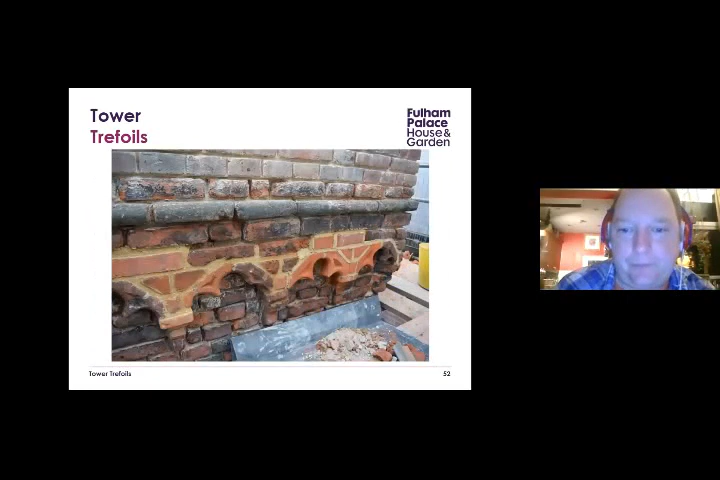 Tower
Trefoils
Fulham
Palace
House&
Garden
Tower Trefoils
52